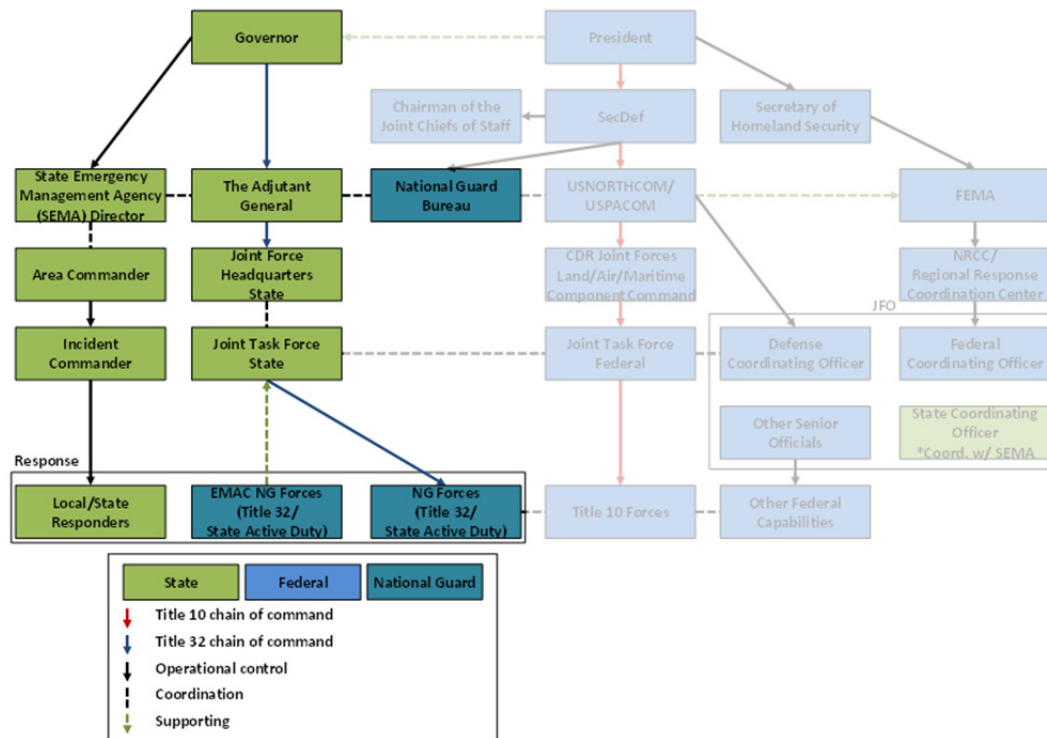 Governor
President
Chairman of the
Joint Chiefs of Staff
SecDef
Secretary of
Homeland Security
State Emergency
Management Agency
(SEMA) Director
The Adjutant
General
National Guard
Bureau
USNORTHCOM/
USPACOM
FEMA
Area Commander
Joint Force
Headquarters
State
CDR Joint Forces
Land/Air/Maritime
Component Command
NRCC/
Regional Response
Coordination Center
JFO
Incident
Commander
Joint Task Force
State
Joint Task Force
Federal
Defense
Coordinating Officer
Federal
Coordinating Officer
Other Senior
Officials
State Coordinating
Officer
*Coord. w/ SEMA
Response
Local/State
Responders
EMAC NG Forces
(Title 32/
State Active Duty)
NG Forces
(Title 32/
State Active Duty)
Title 10 Forces
Other Federal
Capabilities
State
Federal
National Guard
Title 10 chain of command
Title 32 chain of command
Operational control
Coordination
Supporting